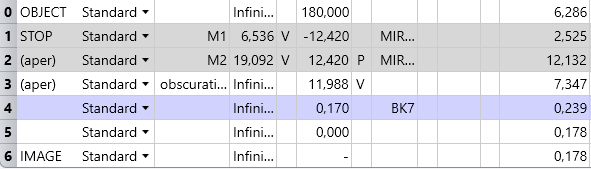 0 OBJECT Standard Infini... 180,000 6,286
1 STOP Standard M1 6,536 V -12,420 MIR... 2,525
2 (aper) Standard M2 19,092 V 12,420 P MIR... 12,132
3 (aper) Standard obscurati... Infini... 11,988 V 7,347
4 Standard Infini... 0,170 BK7 0,239
5 Standard Infini... 0,000 0,178
6 IMAGE Standard Infini... - 0,178